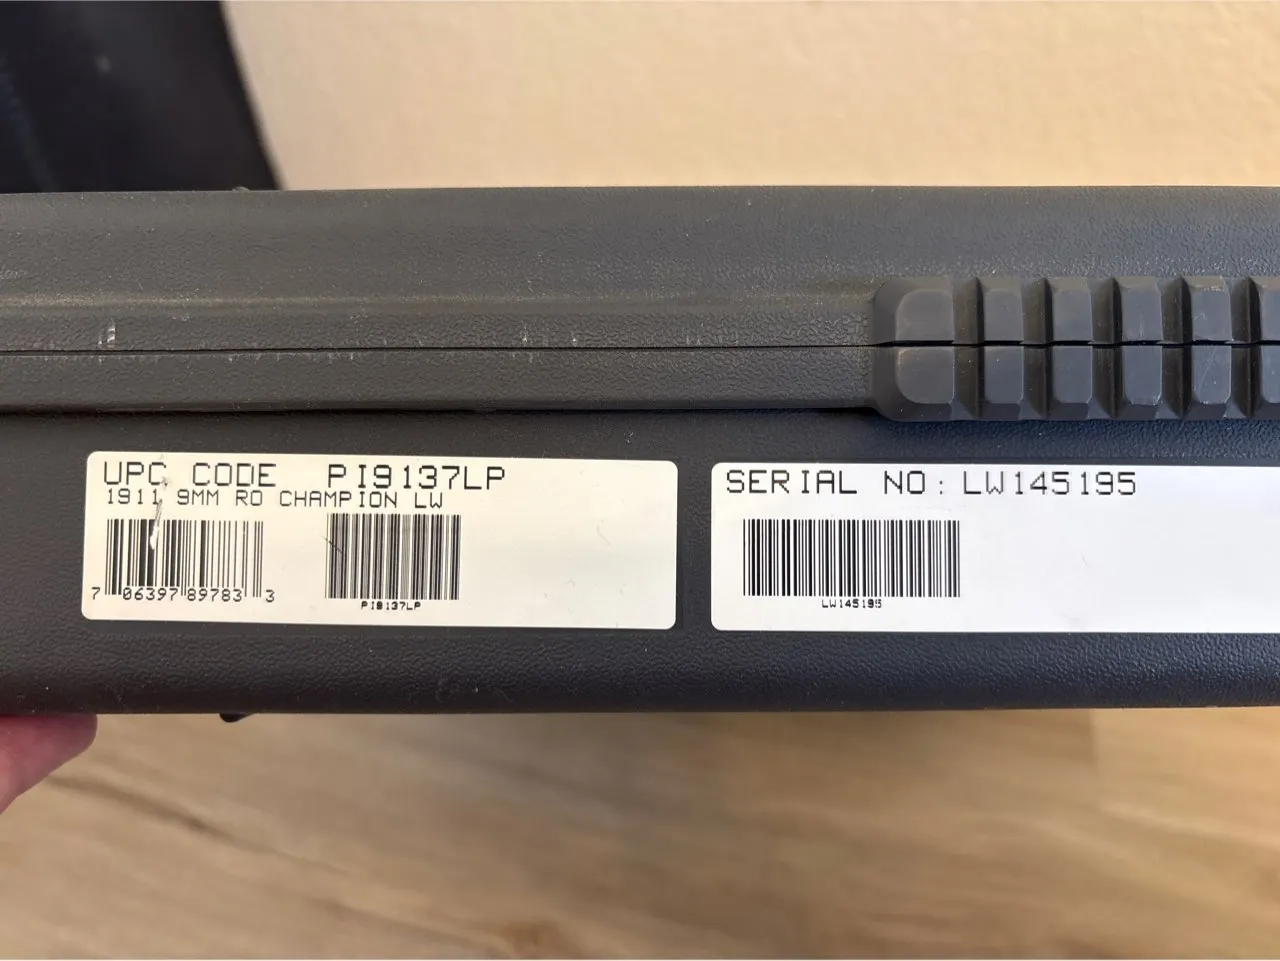 UPC CODE PI9137LP
1911 9MM RO CHAMPION LW
7 06397 89783 3
PI9137LP
SERIAL NO: LW145195
LW145195